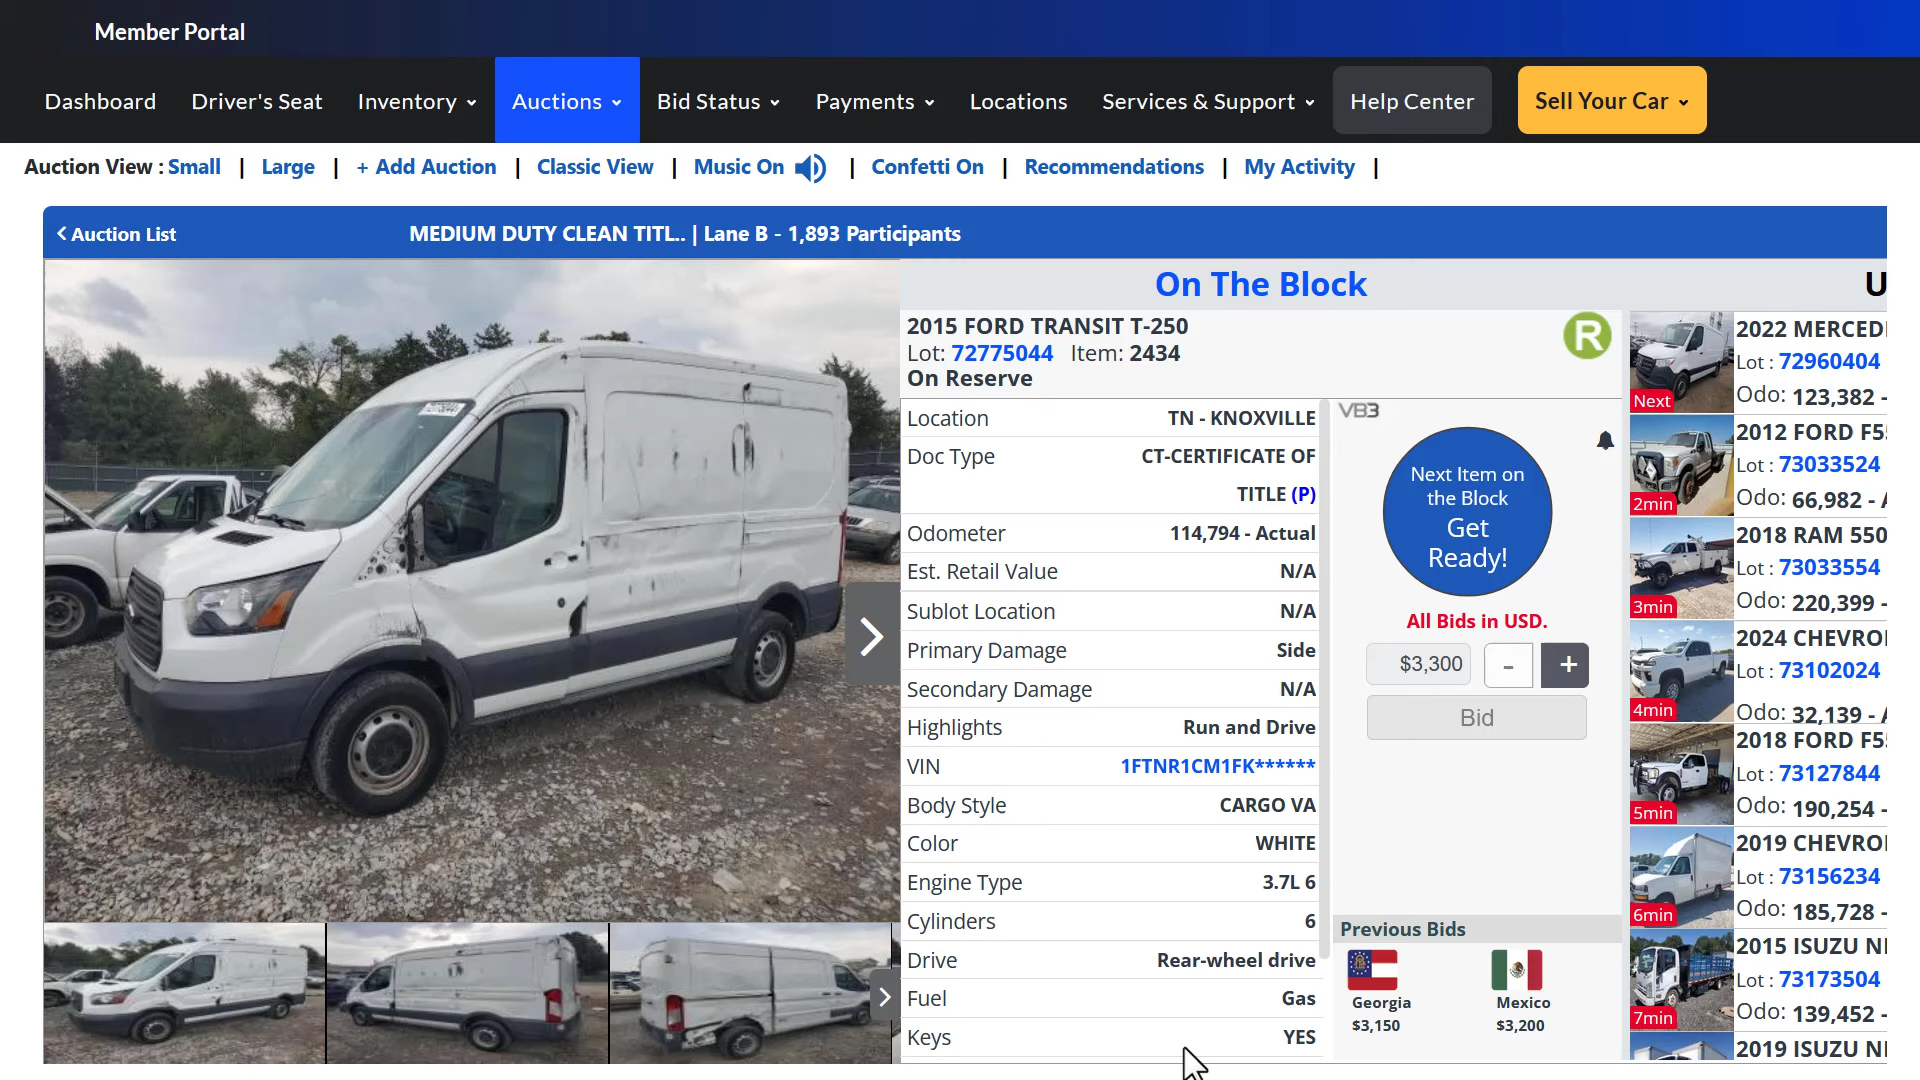 Member Portal
Dashboard
Driver's Seat
Inventory
Auctions
Bid Status
Payments
Locations
Services & Support
Help Center
Sell Your Car
Auction View : Small | Large | + Add Auction | Classic View | Music On | Confetti On | Recommendations | My Activity |
Auction List
MEDIUM DUTY CLEAN TITL.. | Lane B - 1,893 Participants
On The Block
2015 FORD TRANSIT T-250
Lot: 72775044 Item: 2434
On Reserve
R
Location TN - KNOXVILLE
Doc Type CT-CERTIFICATE OF
TITLE (P)
Odometer 114,794 - Actual
Est. Retail Value N/A
Sublot Location N/A
Primary Damage Side
Secondary Damage N/A
Highlights Run and Drive
VIN 1FTNR1CM1FK******
Body Style CARGO VA
Color WHITE
Engine Type 3.7L 6
Cylinders 6
Drive Rear-wheel drive
Fuel Gas
Keys YES
VB3
Next Item on
the Block
Get
Ready!
All Bids in USD.
$3,300 - +
Bid
Previous Bids
Georgia
$3,150
Mexico
$3,200
U
2022 MERCED
Lot : 72960404
Odo: 123,382 -
Next
2012 FORD F5
Lot : 73033524
Odo: 66,982 - A
2min
2018 RAM 550
Lot : 73033554
Odo: 220,399 -
3min
2024 CHEVRO
Lot : 73102024
Odo: 32,139 - A
4min
2018 FORD F5
Lot : 73127844
Odo: 190,254 -
5min
2019 CHEVRO
Lot : 73156234
Odo: 185,728 -
6min
2015 ISUZU N
Lot : 73173504
Odo: 139,452 -
7min
2019 ISUZU N